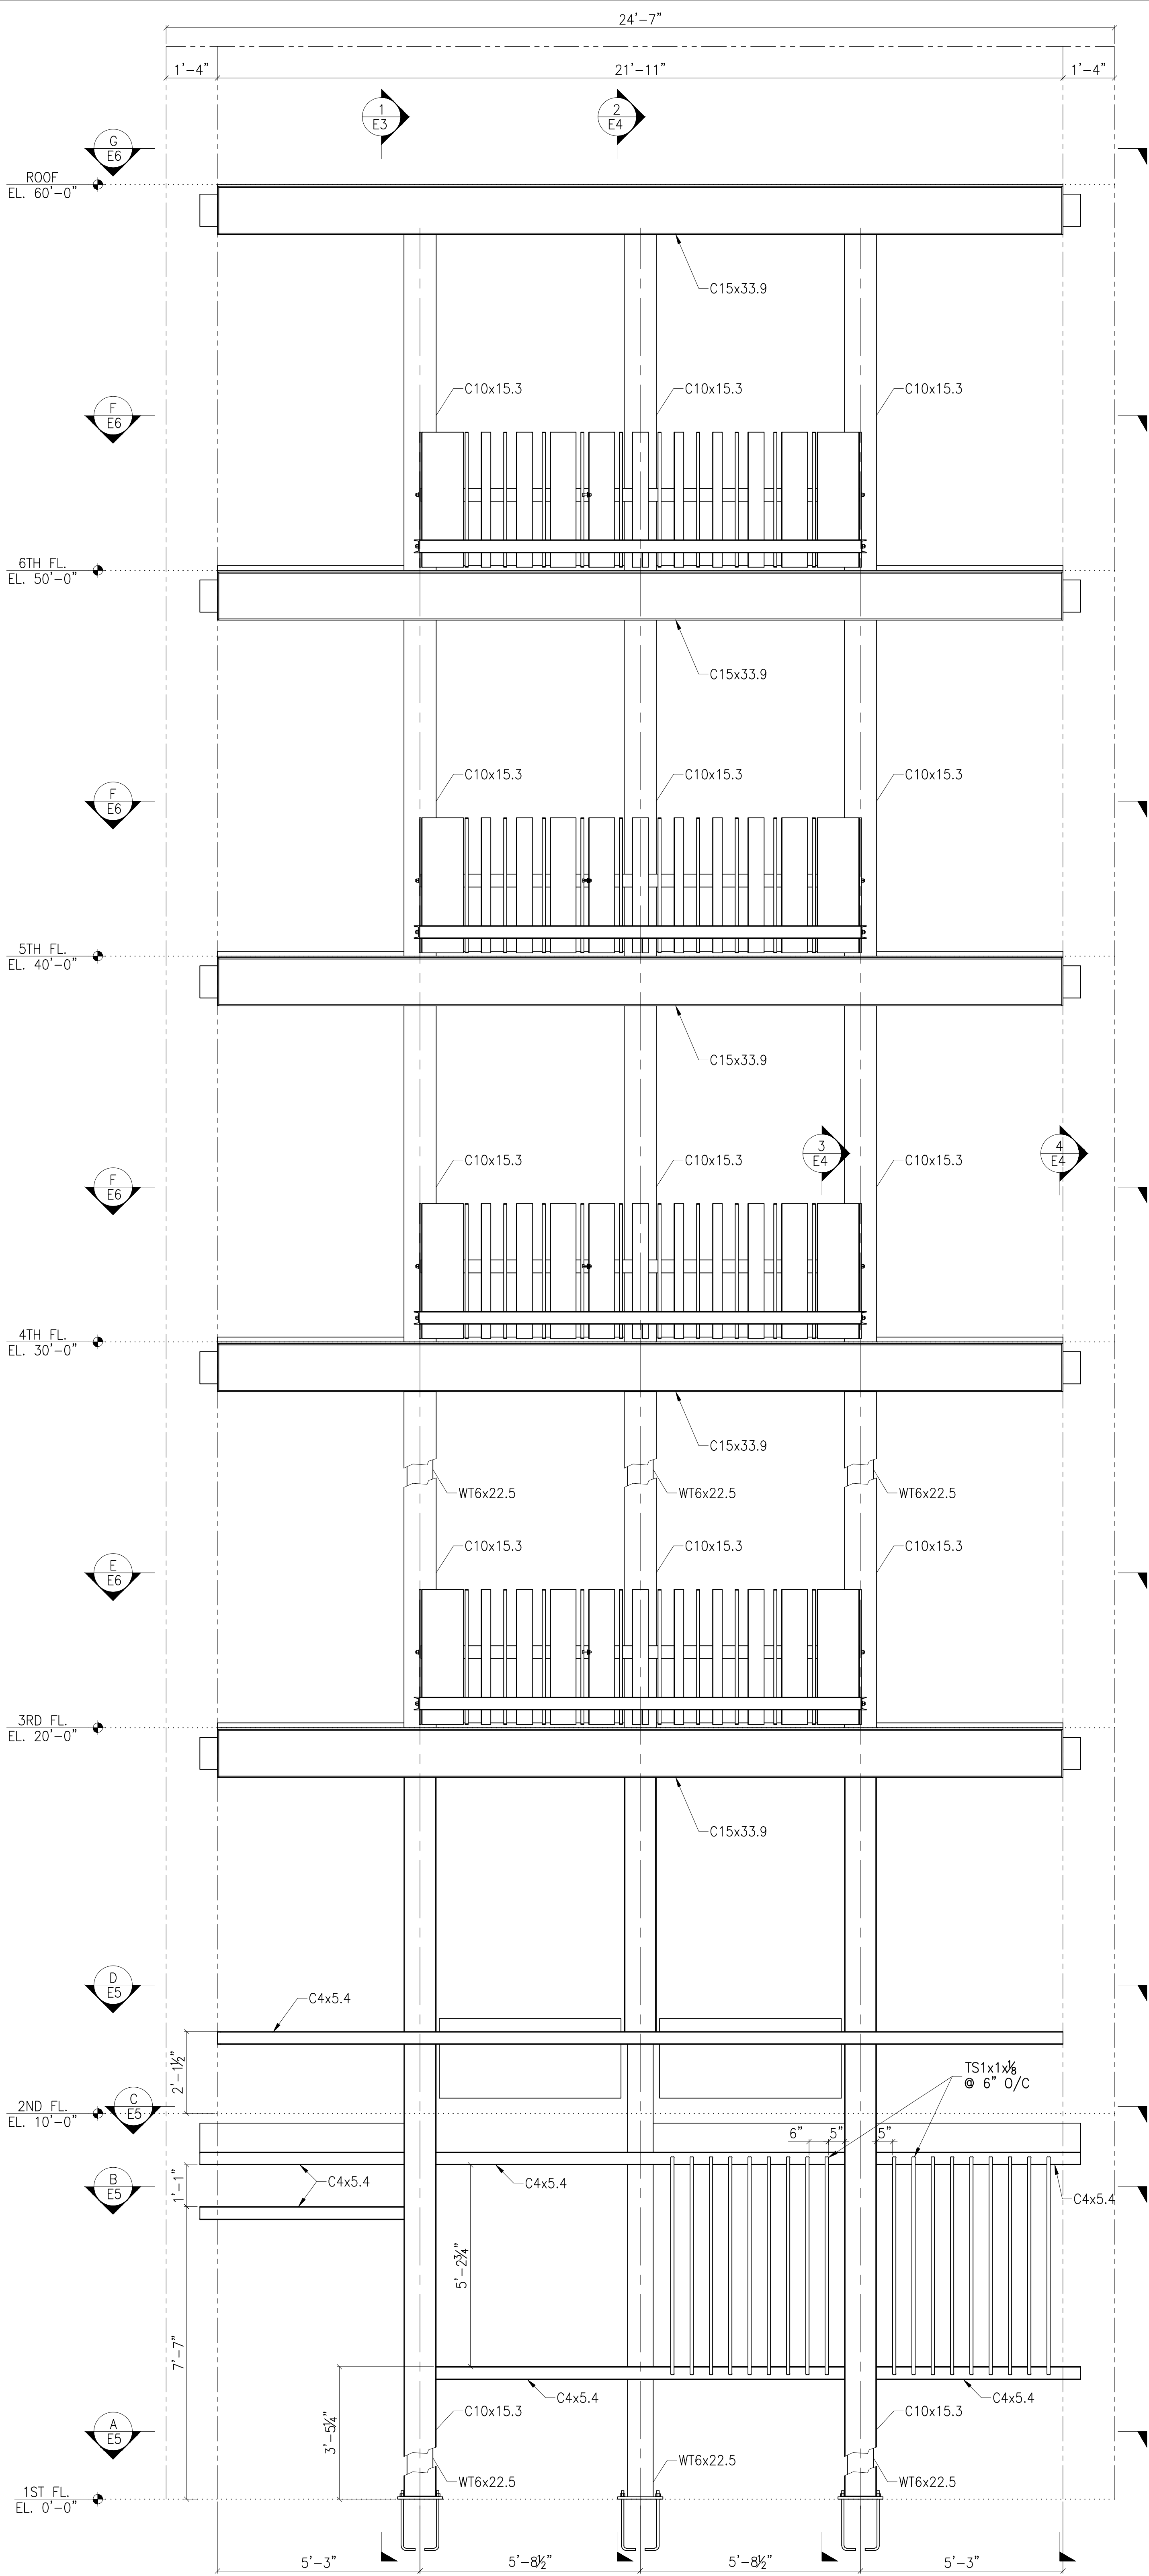 24'-7"
1'-4"
21'-11"
1'-4"
1
E3
2
E4
G
E6
ROOF
EL. 60'-0"
C15x33.9
F
E6
C10x15.3
C10x15.3
C10x15.3
6TH FL.
EL. 50'-0"
C15x33.9
F
E6
C10x15.3
C10x15.3
C10x15.3
5TH FL.
EL. 40'-0"
C15x33.9
F
E6
C10x15.3
C10x15.3
3
E4
C10x15.3
4
E4
4TH FL.
EL. 30'-0"
C15x33.9
WT6x22.5
WT6x22.5
WT6x22.5
E
E6
C10x15.3
C10x15.3
C10x15.3
3RD FL.
EL. 20'-0"
C15x33.9
D
E5
C4x5.4
2'-1½"
TS1x1x⅛
@ 6" O/C
C
E5
2ND FL.
EL. 10'-0"
6"
5"
5"
B
E5
1'-1"
C4x5.4
C4x5.4
C4x5.4
5'-2¾"
7'-7"
C4x5.4
C4x5.4
3'-5¼"
C10x15.3
C10x15.3
A
E5
WT6x22.5
WT6x22.5
WT6x22.5
1ST FL.
EL. 0'-0"
5'-3"
5'-8½"
5'-8½"
5'-3"